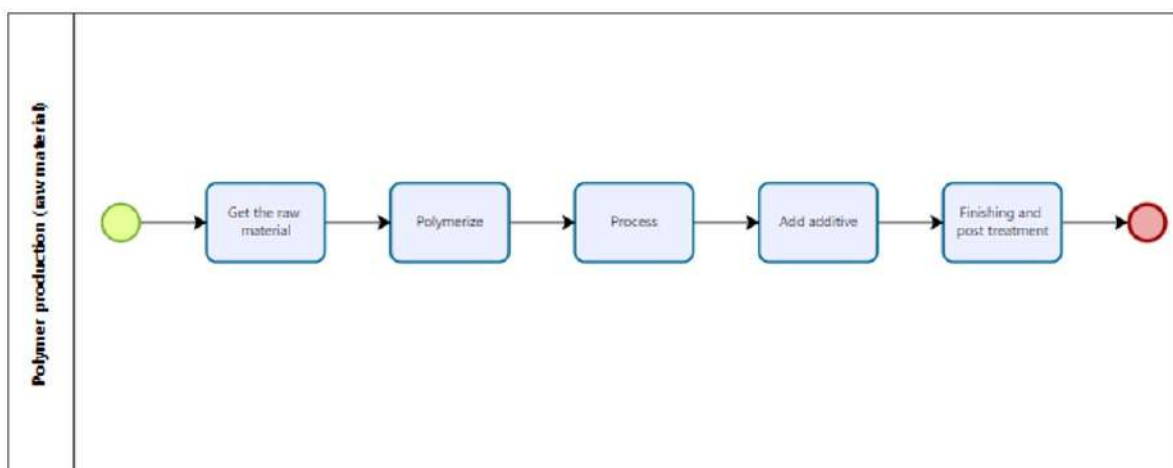 Polymer production (raw material)
Get the raw
material
Polymerize
Process
Add additive
Finishing and
post treatment